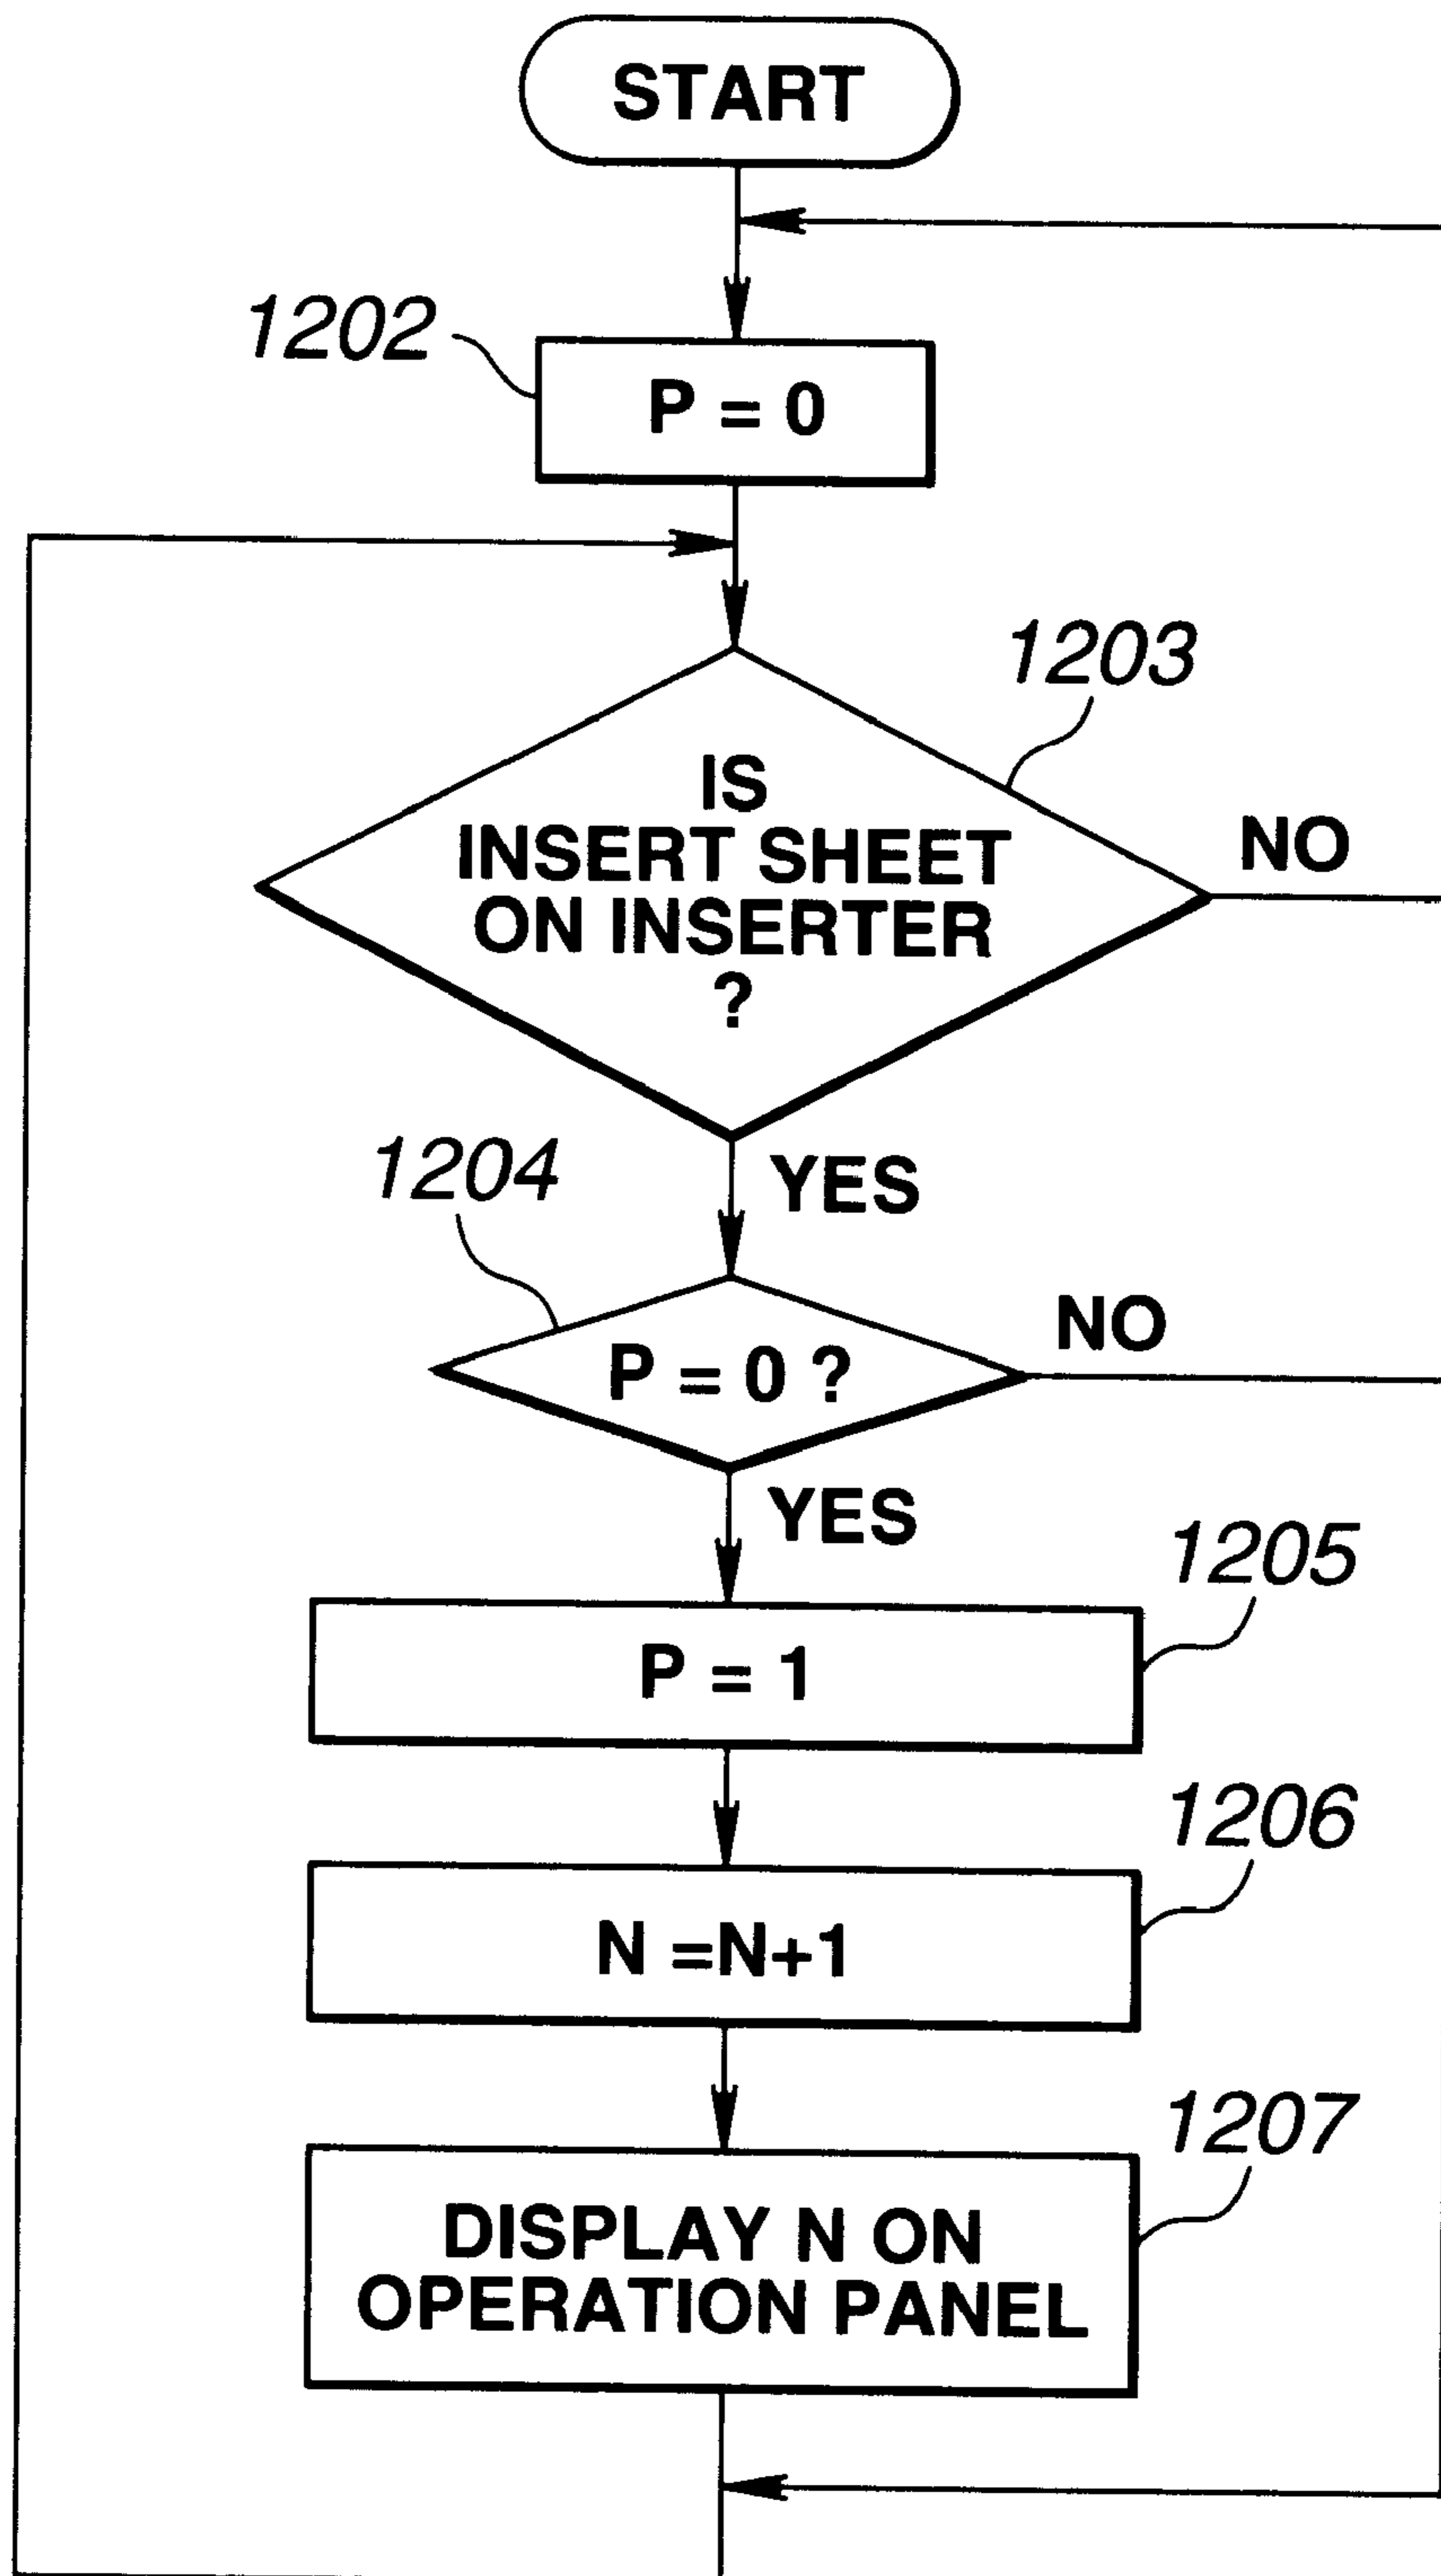 START
1202
P = 0
1203
IS
INSERT SHEET
ON INSERTER
?
NO
YES
1204
P = 0 ?
NO
YES
1205
P = 1
1206
N =N+1
1207
DISPLAY N ON
OPERATION PANEL